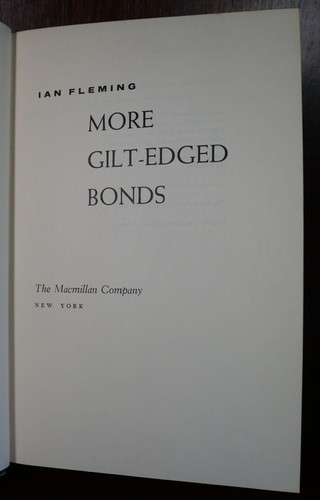 IAN FLEMING
MORE
GILT-EDGED
BONDS
The Macmillan Company
NEW YORK